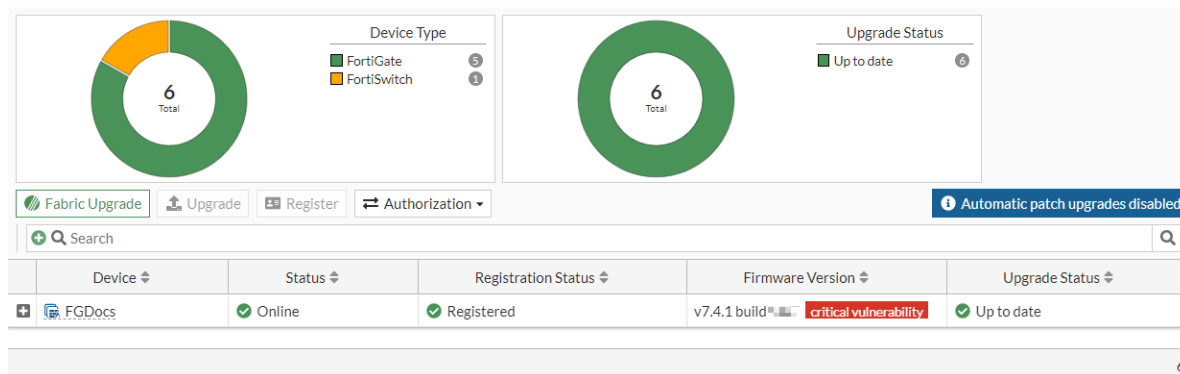 Device Type
FortiGate 5
FortiSwitch 1
6
Total
Upgrade Status
Up to date 6
6
Total
Fabric Upgrade Upgrade Register Authorization Automatic patch upgrades disabled
Search
Device Status Registration Status Firmware Version Upgrade Status
FGDocs Online Registered v7.4.1 build critical vulnerability Up to date